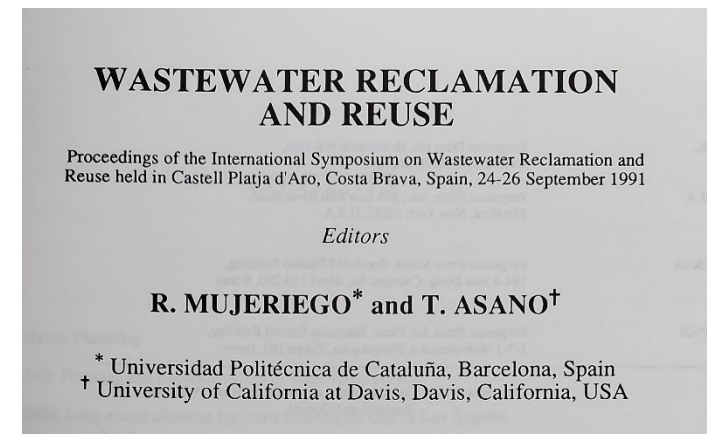 WASTEWATER RECLAMATION
AND REUSE
Proceedings of the International Symposium on Wastewater Reclamation and
Reuse held in Castell Platja d'Aro, Costa Brava, Spain, 24-26 September 1991
Editors
R. MUJERIEGO* and T. ASANO†
* Universidad Politécnica de Cataluña, Barcelona, Spain
† University of California at Davis, Davis, California, USA